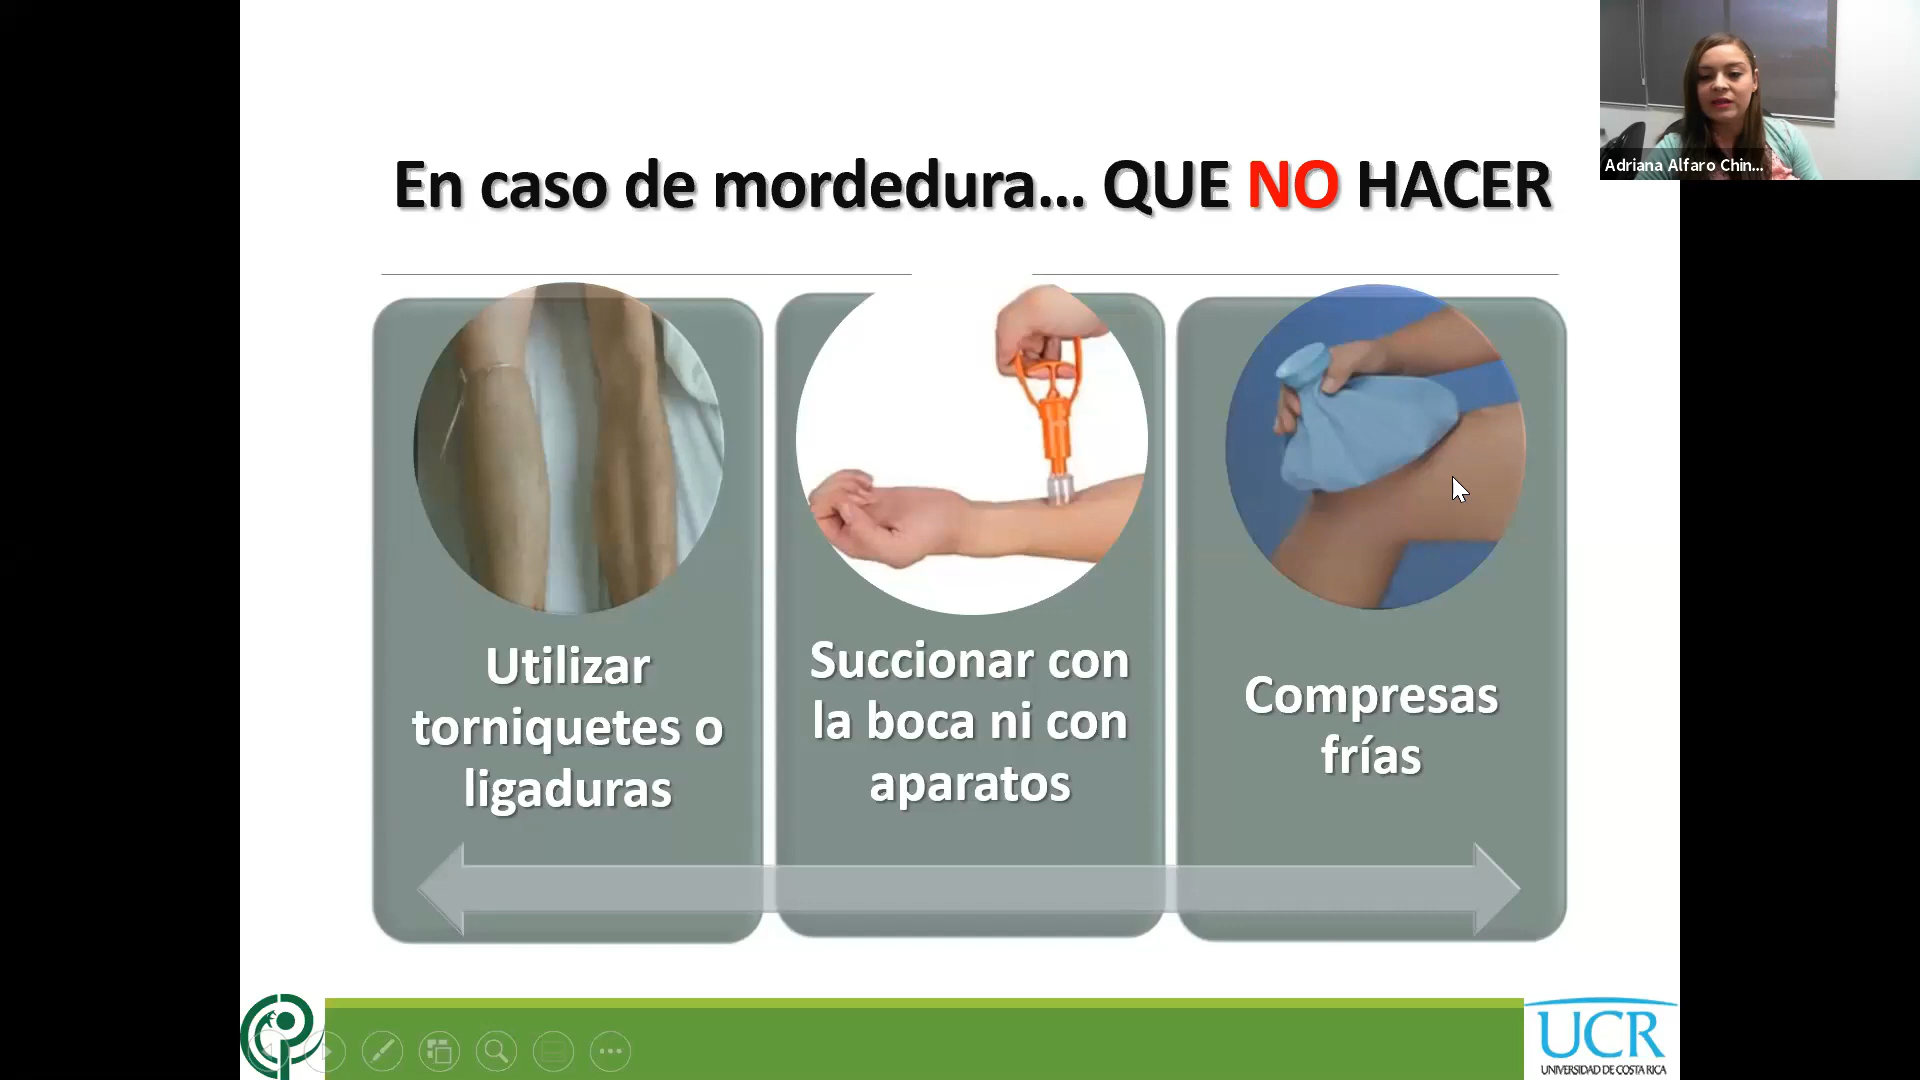 Adriana Alfaro Chin...
En caso de mordedura... QUE NO HACER
Utilizar
torniquetes o
ligaduras
Succionar con
la boca ni con
aparatos
Compresas
frías
UCR
UNIVERSIDAD DE COSTA RICA